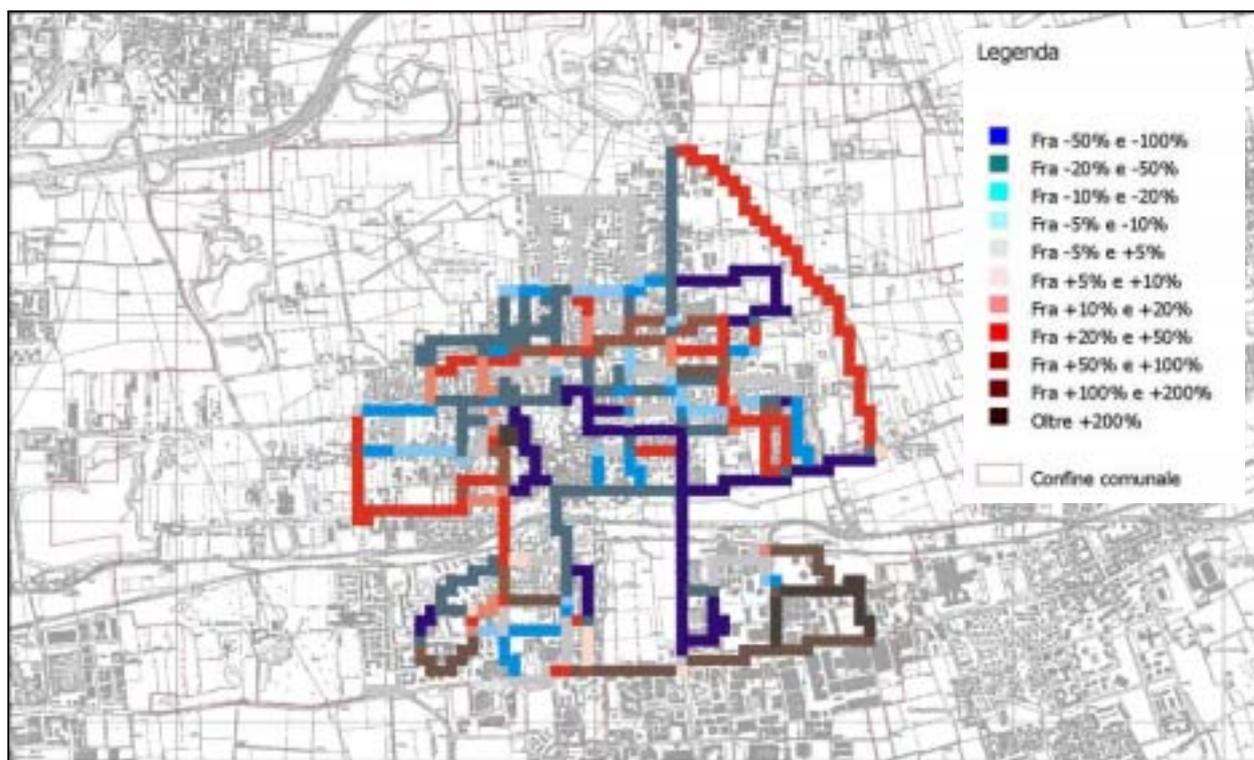 Legenda
Fra -50% e -100%
Fra -20% e -50%
Fra -10% e -20%
Fra -5% e -10%
Fra -5% e +5%
Fra +5% e +10%
Fra +10% e +20%
Fra +20% e +50%
Fra +50% e +100%
Fra +100% e +200%
Oltre +200%
Confine comunale